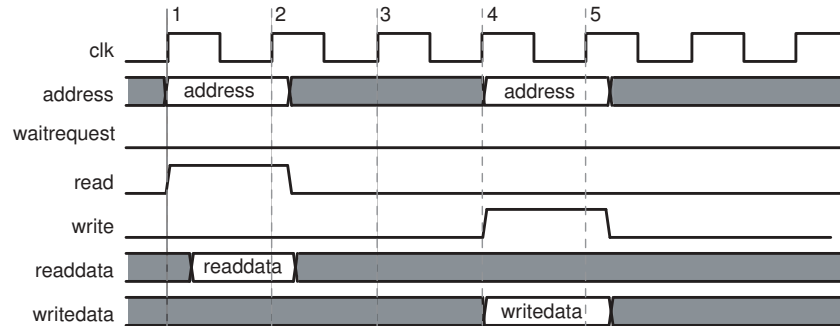 1 2 3 4 5
clk
address address address
waitrequest
read
write
readdata readdata
writedata writedata